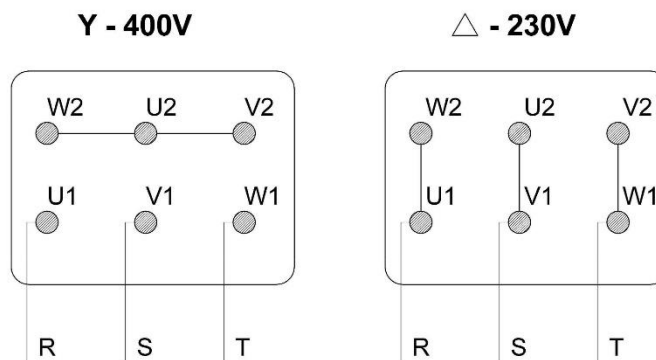 Y - 400V
△ - 230V
W2 U2 V2
U1 V1 W1
R S T
W2 U2 V2
U1 V1 W1
R S T